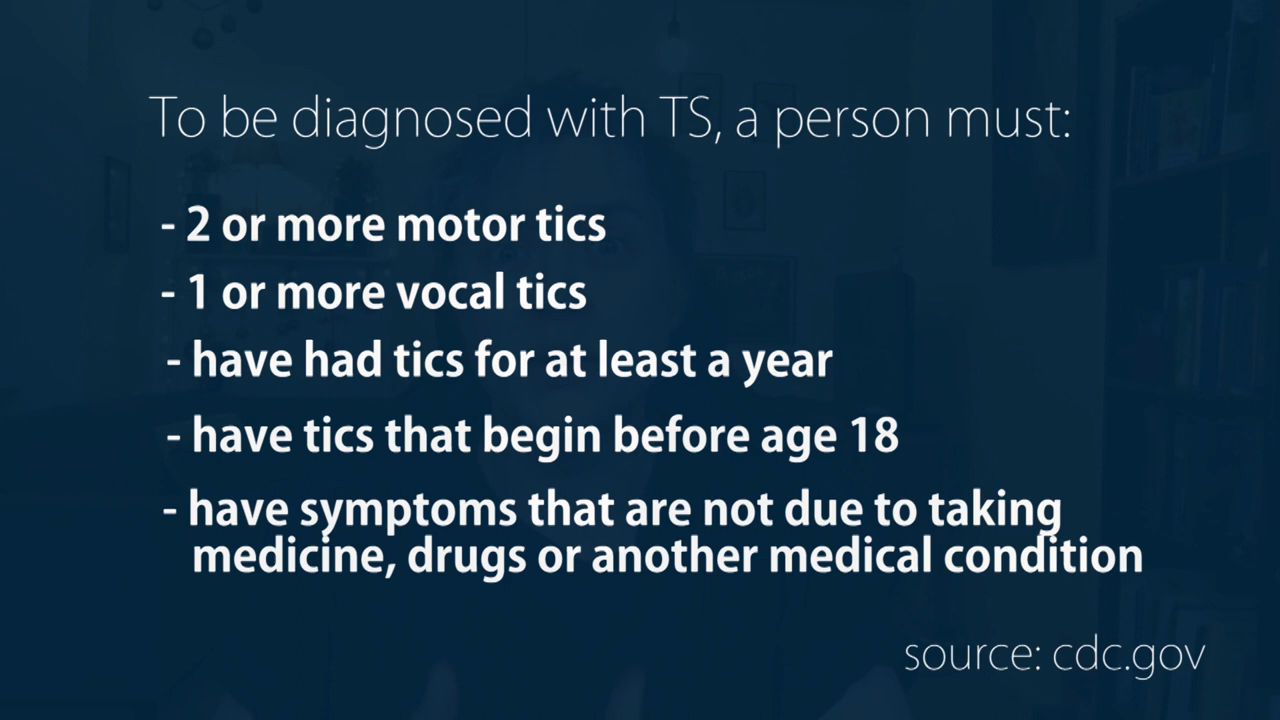 To be diagnosed with TS, a person must:
- 2 or more motor tics
- 1 or more vocal tics
- have had tics for at least a year
- have tics that begin before age 18
- have symptoms that are not due to taking
medicine, drugs or another medical condition
source: cdc.gov